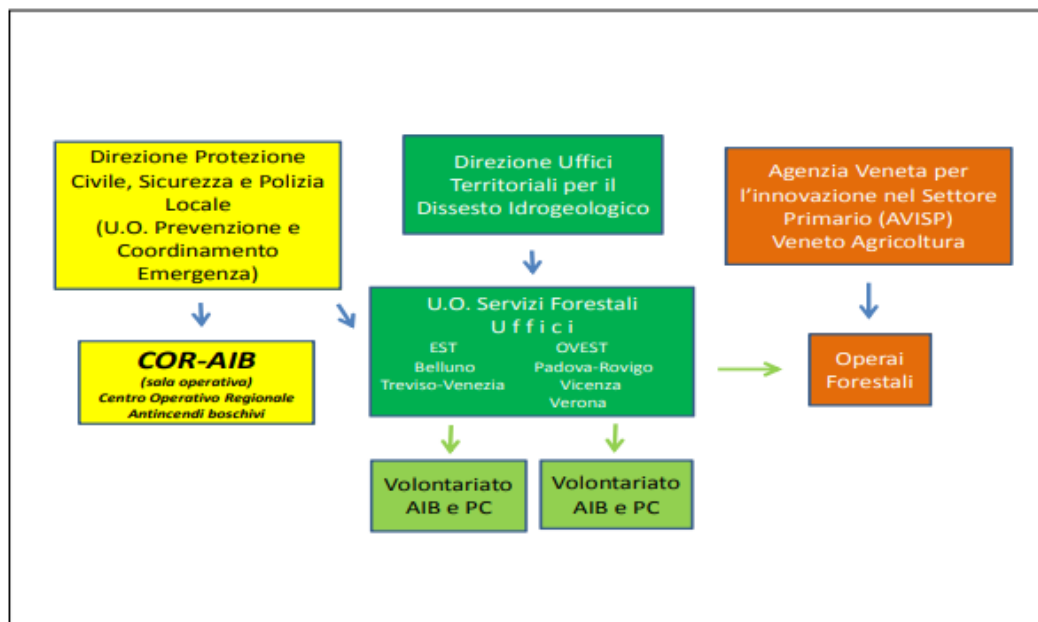 Direzione Protezione
Civile, Sicurezza e Polizia
Locale
(U.O. Prevenzione e
Coordinamento
Emergenza)
Direzione Uffici
Territoriali per il
Dissesto Idrogeologico
Agenzia Veneta per
l'innovazione nel Settore
Primario (AVISP)
Veneto Agricoltura
COR-AIB
(sala operativa)
Centro Operativo Regionale
Antincendi boschivi
U.O. Servizi Forestali
U f f i c i
EST
Belluno
Treviso-Venezia
OVEST
Padova-Rovigo
Vicenza
Verona
Operai
Forestali
Volontariato
AIB e PC
Volontariato
AIB e PC